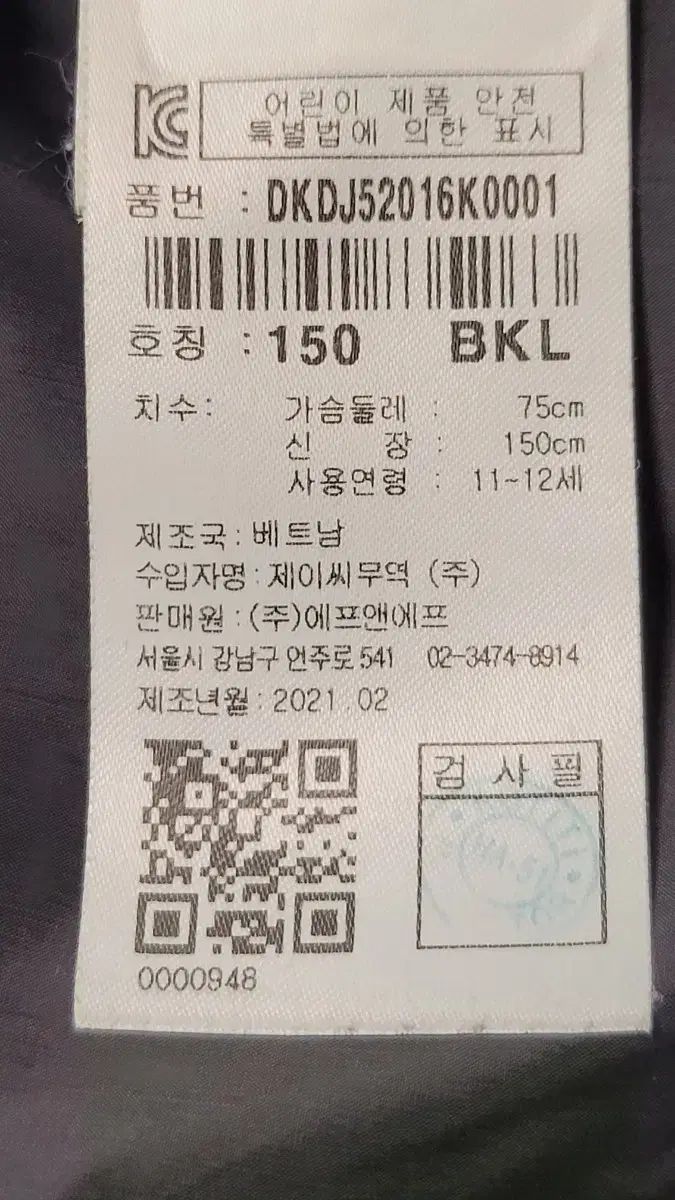 KC
어린이 제품 안전
특별법에 의한 표시
품번 : DKDJ52016K0001
호칭 : 150 BKL
치수: 가슴둘레 : 75cm
신 장 : 150cm
사용연령 : 11~12세
제조국 : 베트남
수입자명 : 제이씨무역 (주)
판매원 : (주)에프앤에프
서울시 강남구 언주로 541 02-3474-8914
제조년월 : 2021.02
검 사 필
0000948